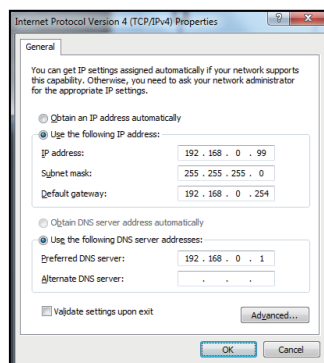 Internet Protocol Version 4 (TCP/IPv4) Properties
General
You can get IP settings assigned automatically if your network supports
this capability. Otherwise, you need to ask your network administrator
for the appropriate IP settings.
Obtain an IP address automatically
Use the following IP address:
IP address: 192 . 168 . 0 . 99
Subnet mask: 255 . 255 . 255 . 0
Default gateway: 192 . 168 . 0 . 254
Obtain DNS server address automatically
Use the following DNS server addresses:
Preferred DNS server: 192 . 168 . 0 . 1
Alternate DNS server: . . .
Validate settings upon exit
Advanced...
OK Cancel